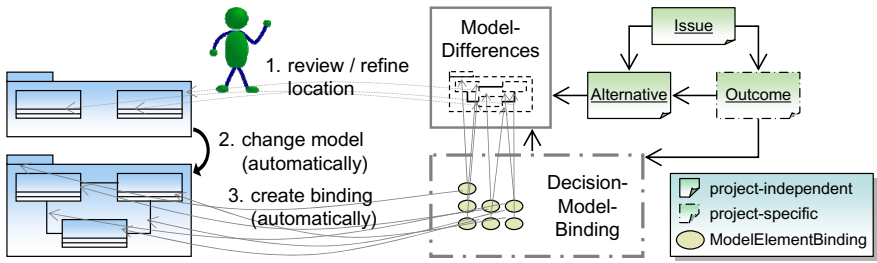 Model-
Differences
Issue
1. review / refine
location
Alternative
Outcome
2. change model
(automatically)
3. create binding
(automatically)
Decision-
Model-
Binding
project-independent
project-specific
ModelElementBinding